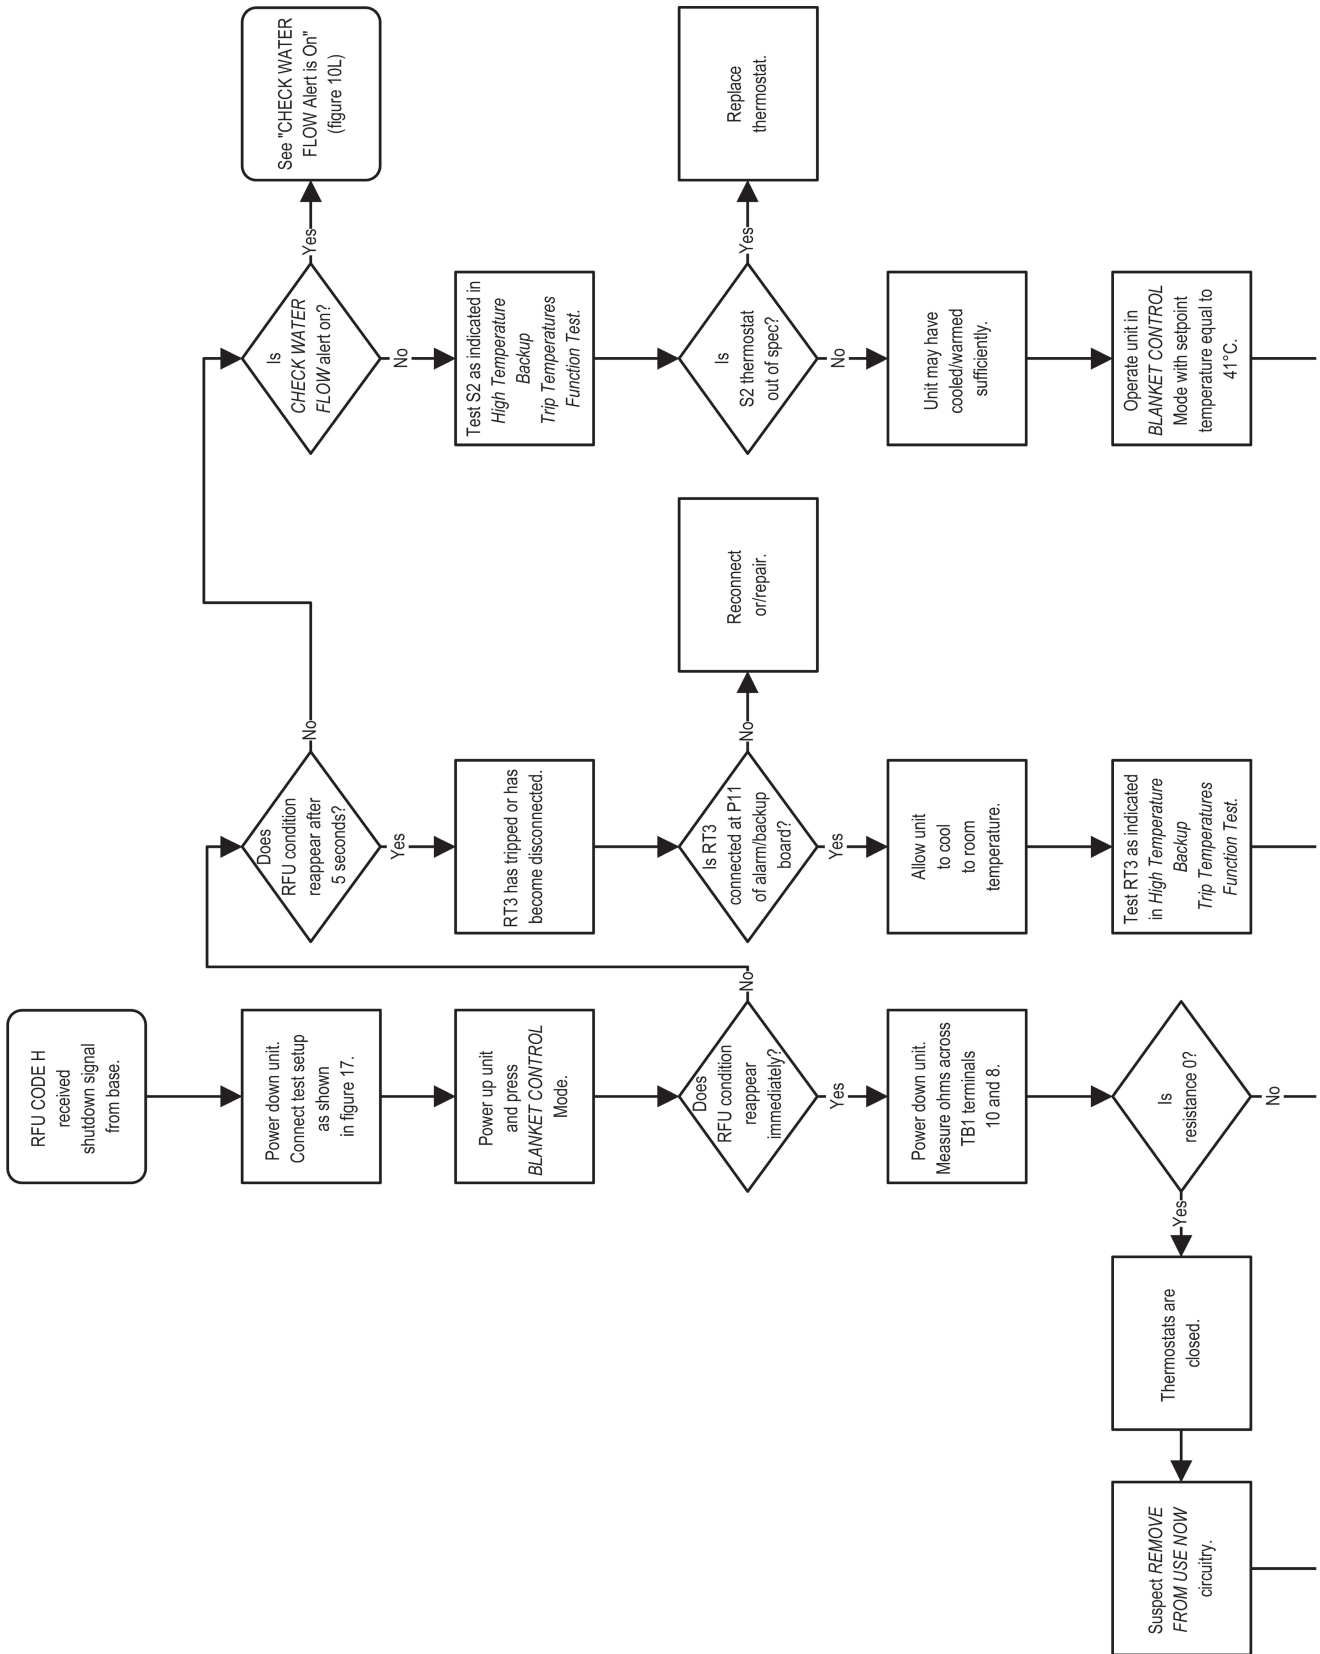 RFU CODE H
received
shutdown signal
from base.
Power down unit.
Connect test setup
as shown
in figure 17.
Power up unit
and press
BLANKET CONTROL
Mode.
Does
RFU condition
reappear
immediately?
No
Yes
Power down unit.
Measure ohms across
TB1 terminals
10 and 8.
Is
resistance 0?
Yes
No
Thermostats are
closed.
Suspect REMOVE
FROM USE NOW
circuitry.
Does
RFU condition
reappear after
5 seconds?
No
Yes
RT3 has tripped or has
become disconnected.
Is RT3
connected at P11
of alarm/backup
board?
No
Yes
Reconnect
or/repair.
Allow unit
to cool
to room
temperature.
Test RT3 as indicated
in High Temperature
Backup
Trip Temperatures
Function Test.
Is
CHECK WATER
FLOW alert on?
Yes
No
See "CHECK WATER
FLOW Alert is On"
(figure 10L)
Test S2 as indicated in
High Temperature
Backup
Trip Temperatures
Function Test.
Is
S2 thermostat
out of spec?
Yes
No
Replace
thermostat.
Unit may have
cooled/warmed
sufficiently.
Operate unit in
BLANKET CONTROL
Mode with setpoint
temperature equal to
41°C.